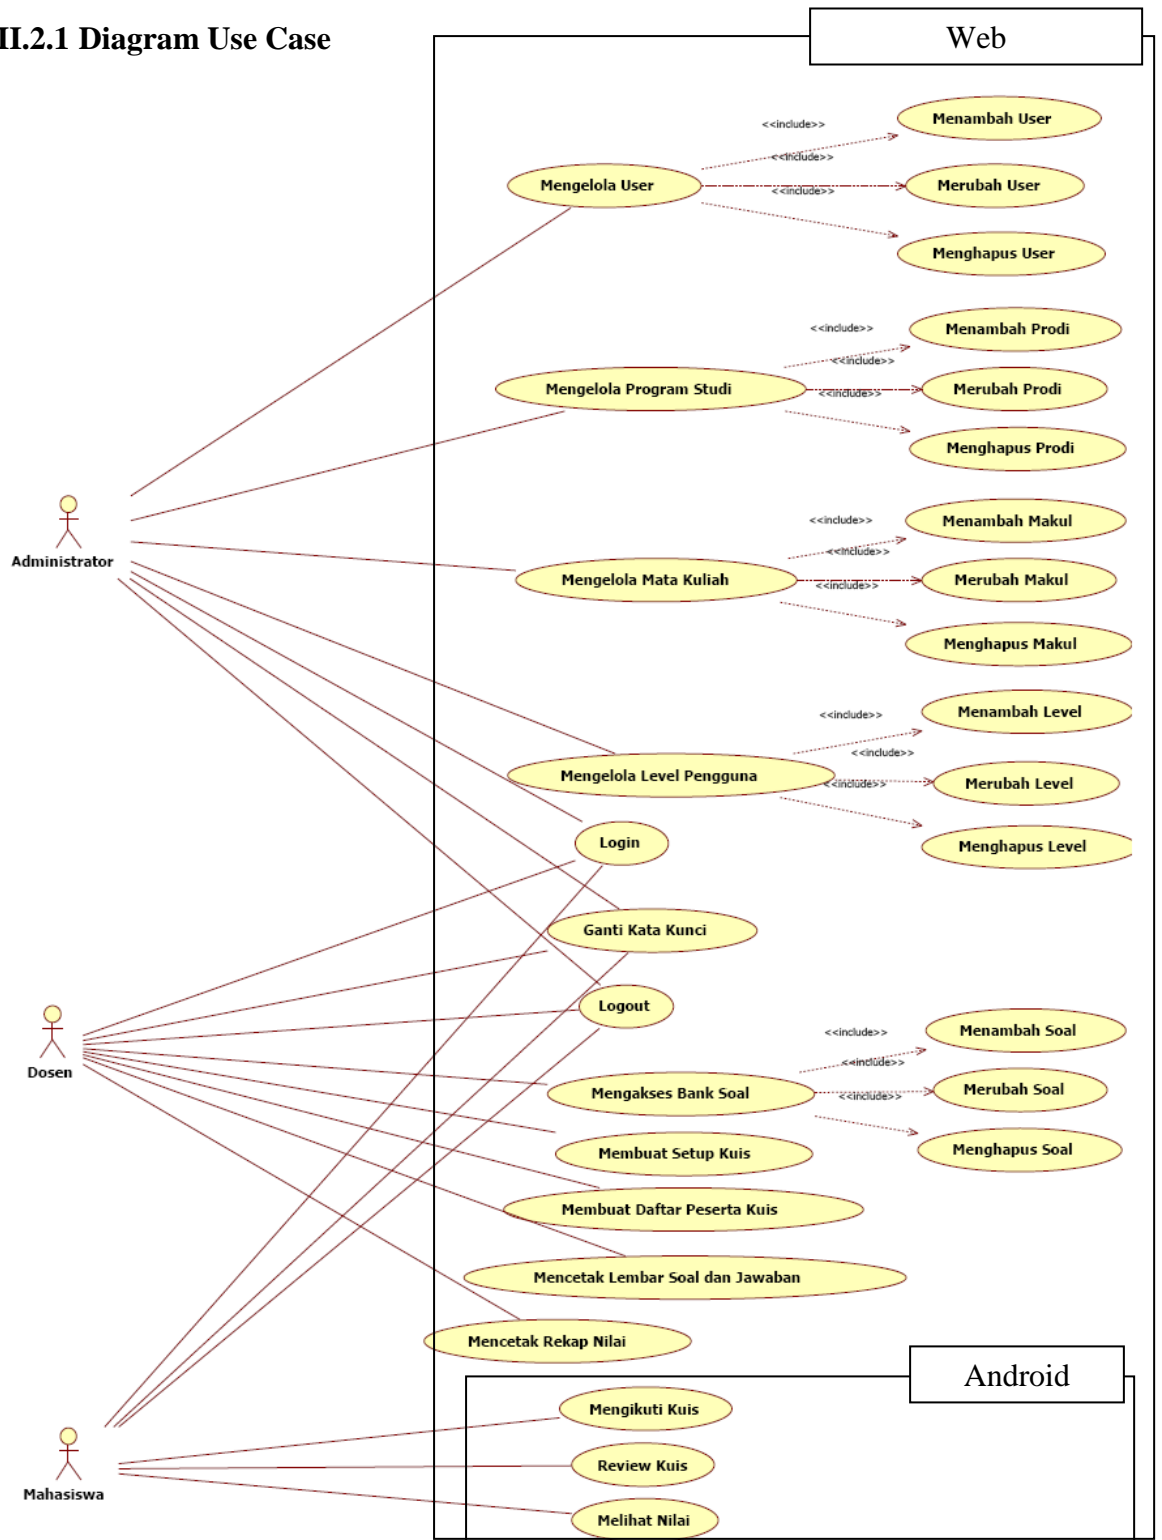 II.2.1 Diagram Use Case
Web
<<include>>
Menambah User
<<include>>
Mengelola User
Merubah User
<<include>>
Menghapus User
<<include>>
Menambah Prodi
<<include>>
Mengelola Program Studi
Merubah Prodi
<<include>>
Menghapus Prodi
<<include>>
Menambah Makul
<<include>>
Administrator
Mengelola Mata Kuliah
Merubah Makul
<<include>>
Menghapus Makul
<<include>>
Menambah Level
<<include>>
Mengelola Level Pengguna
Merubah Level
<<include>>
Login
Menghapus Level
Ganti Kata Kunci
Logout
<<include>>
Menambah Soal
<<include>>
Dosen
Mengakses Bank Soal
Merubah Soal
<<include>>
Membuat Setup Kuis
Menghapus Soal
Membuat Daftar Peserta Kuis
Mencetak Lembar Soal dan Jawaban
Mencetak Rekap Nilai
Android
Mengikuti Kuis
Review Kuis
Mahasiswa
Melihat Nilai